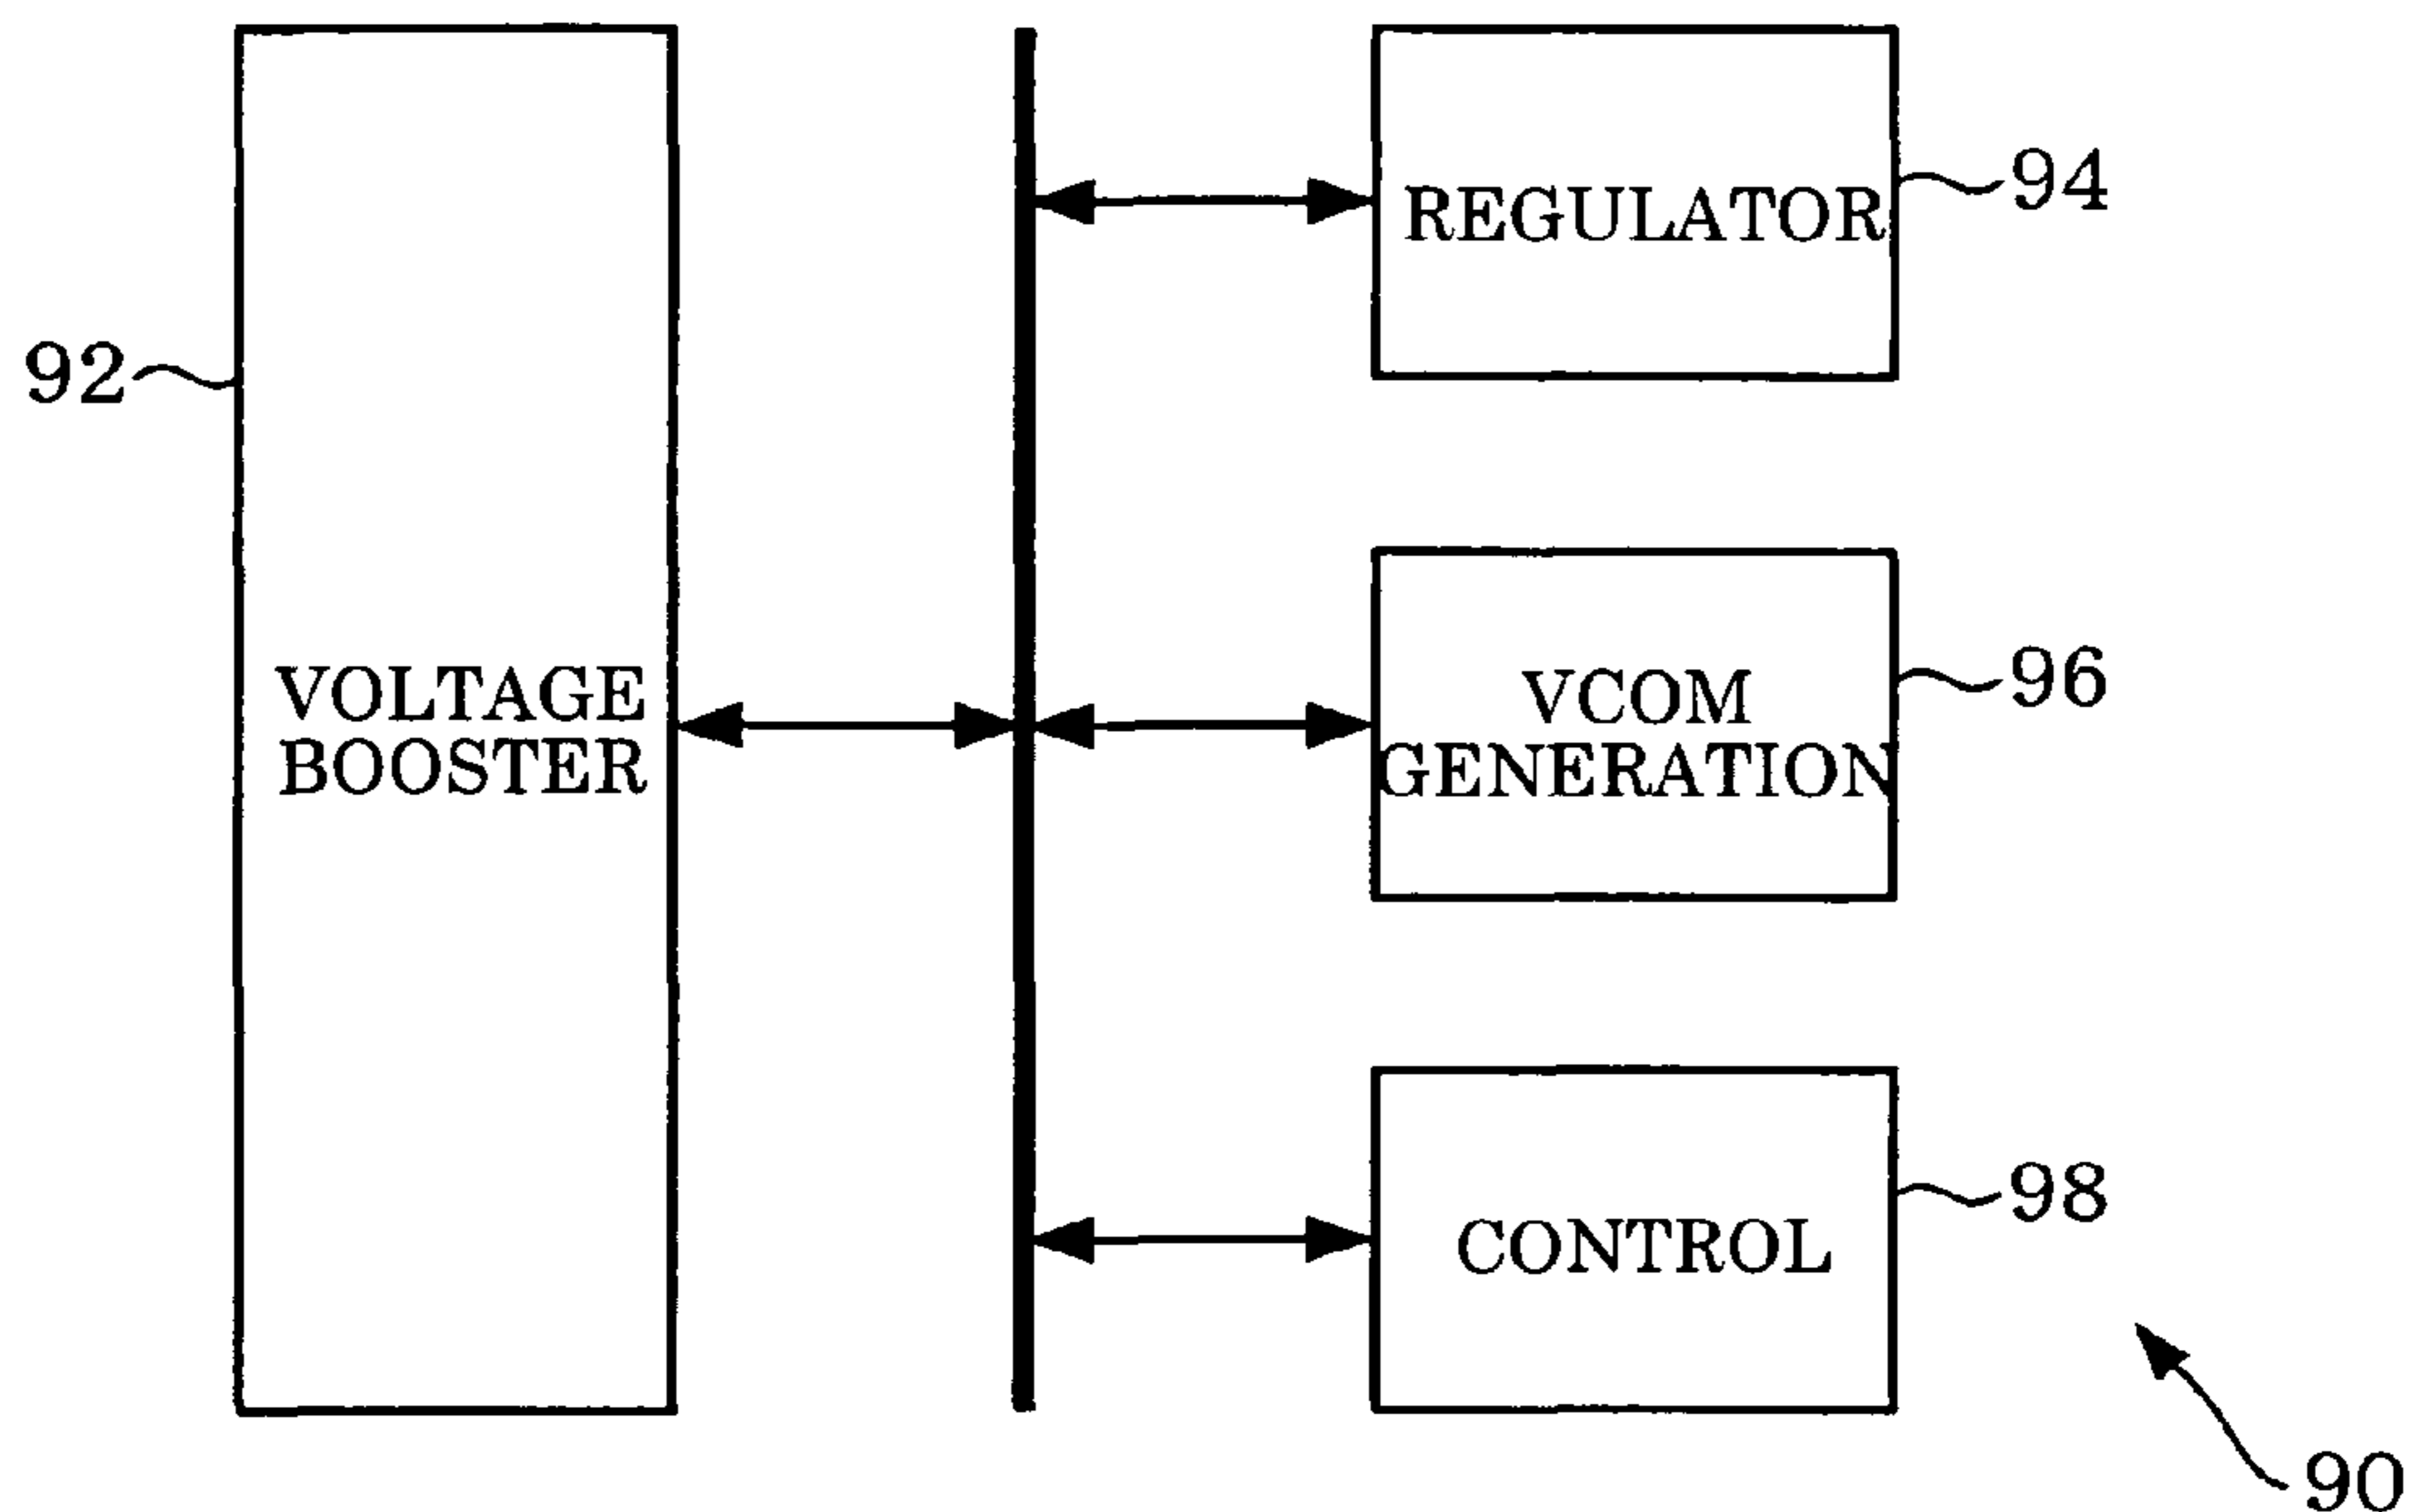 94
REGULATOR
92
96
VCOM
GENERATION
VOLTAGE
BOOSTER
98
CONTROL
90